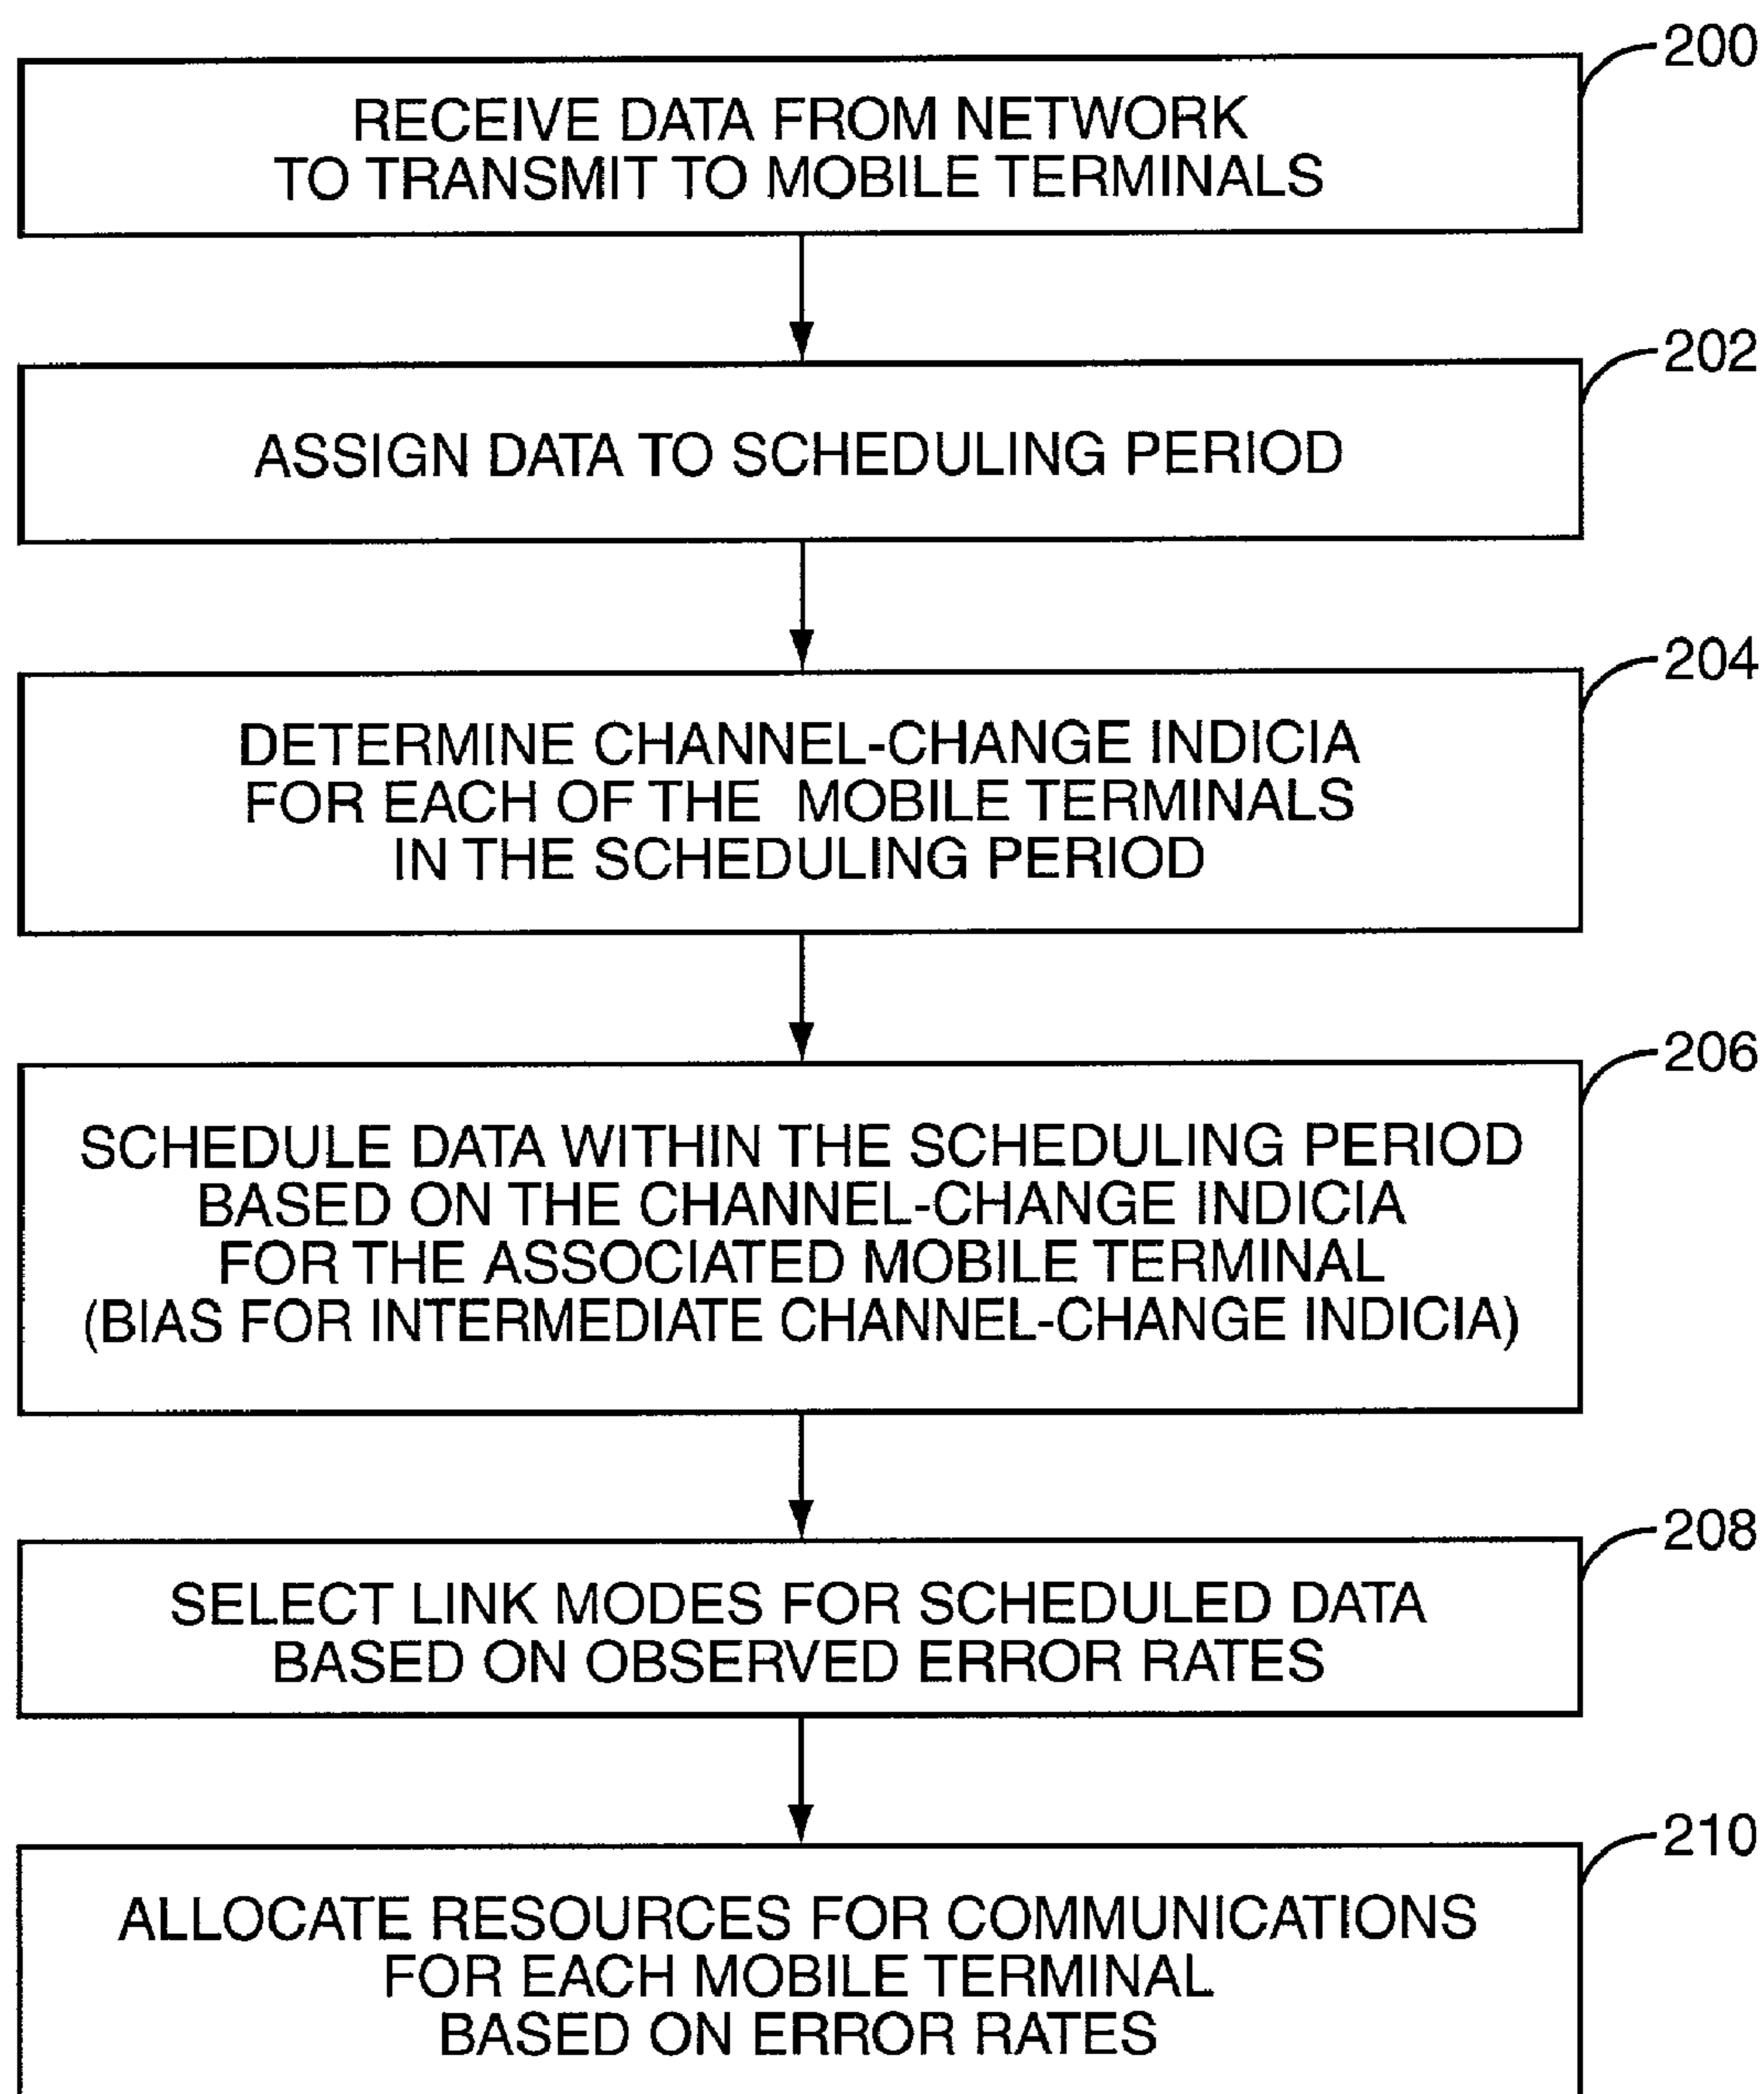 200
RECEIVE DATA FROM NETWORK
TO TRANSMIT TO MOBILE TERMINALS
202
ASSIGN DATA TO SCHEDULING PERIOD
204
DETERMINE CHANNEL-CHANGE INDICIA
FOR EACH OF THE MOBILE TERMINALS
IN THE SCHEDULING PERIOD
206
SCHEDULE DATA WITHIN THE SCHEDULING PERIOD
BASED ON THE CHANNEL-CHANGE INDICIA
FOR THE ASSOCIATED MOBILE TERMINAL
(BIAS FOR INTERMEDIATE CHANNEL-CHANGE INDICIA)
208
SELECT LINK MODES FOR SCHEDULED DATA
BASED ON OBSERVED ERROR RATES
210
ALLOCATE RESOURCES FOR COMMUNICATIONS
FOR EACH MOBILE TERMINAL
BASED ON ERROR RATES